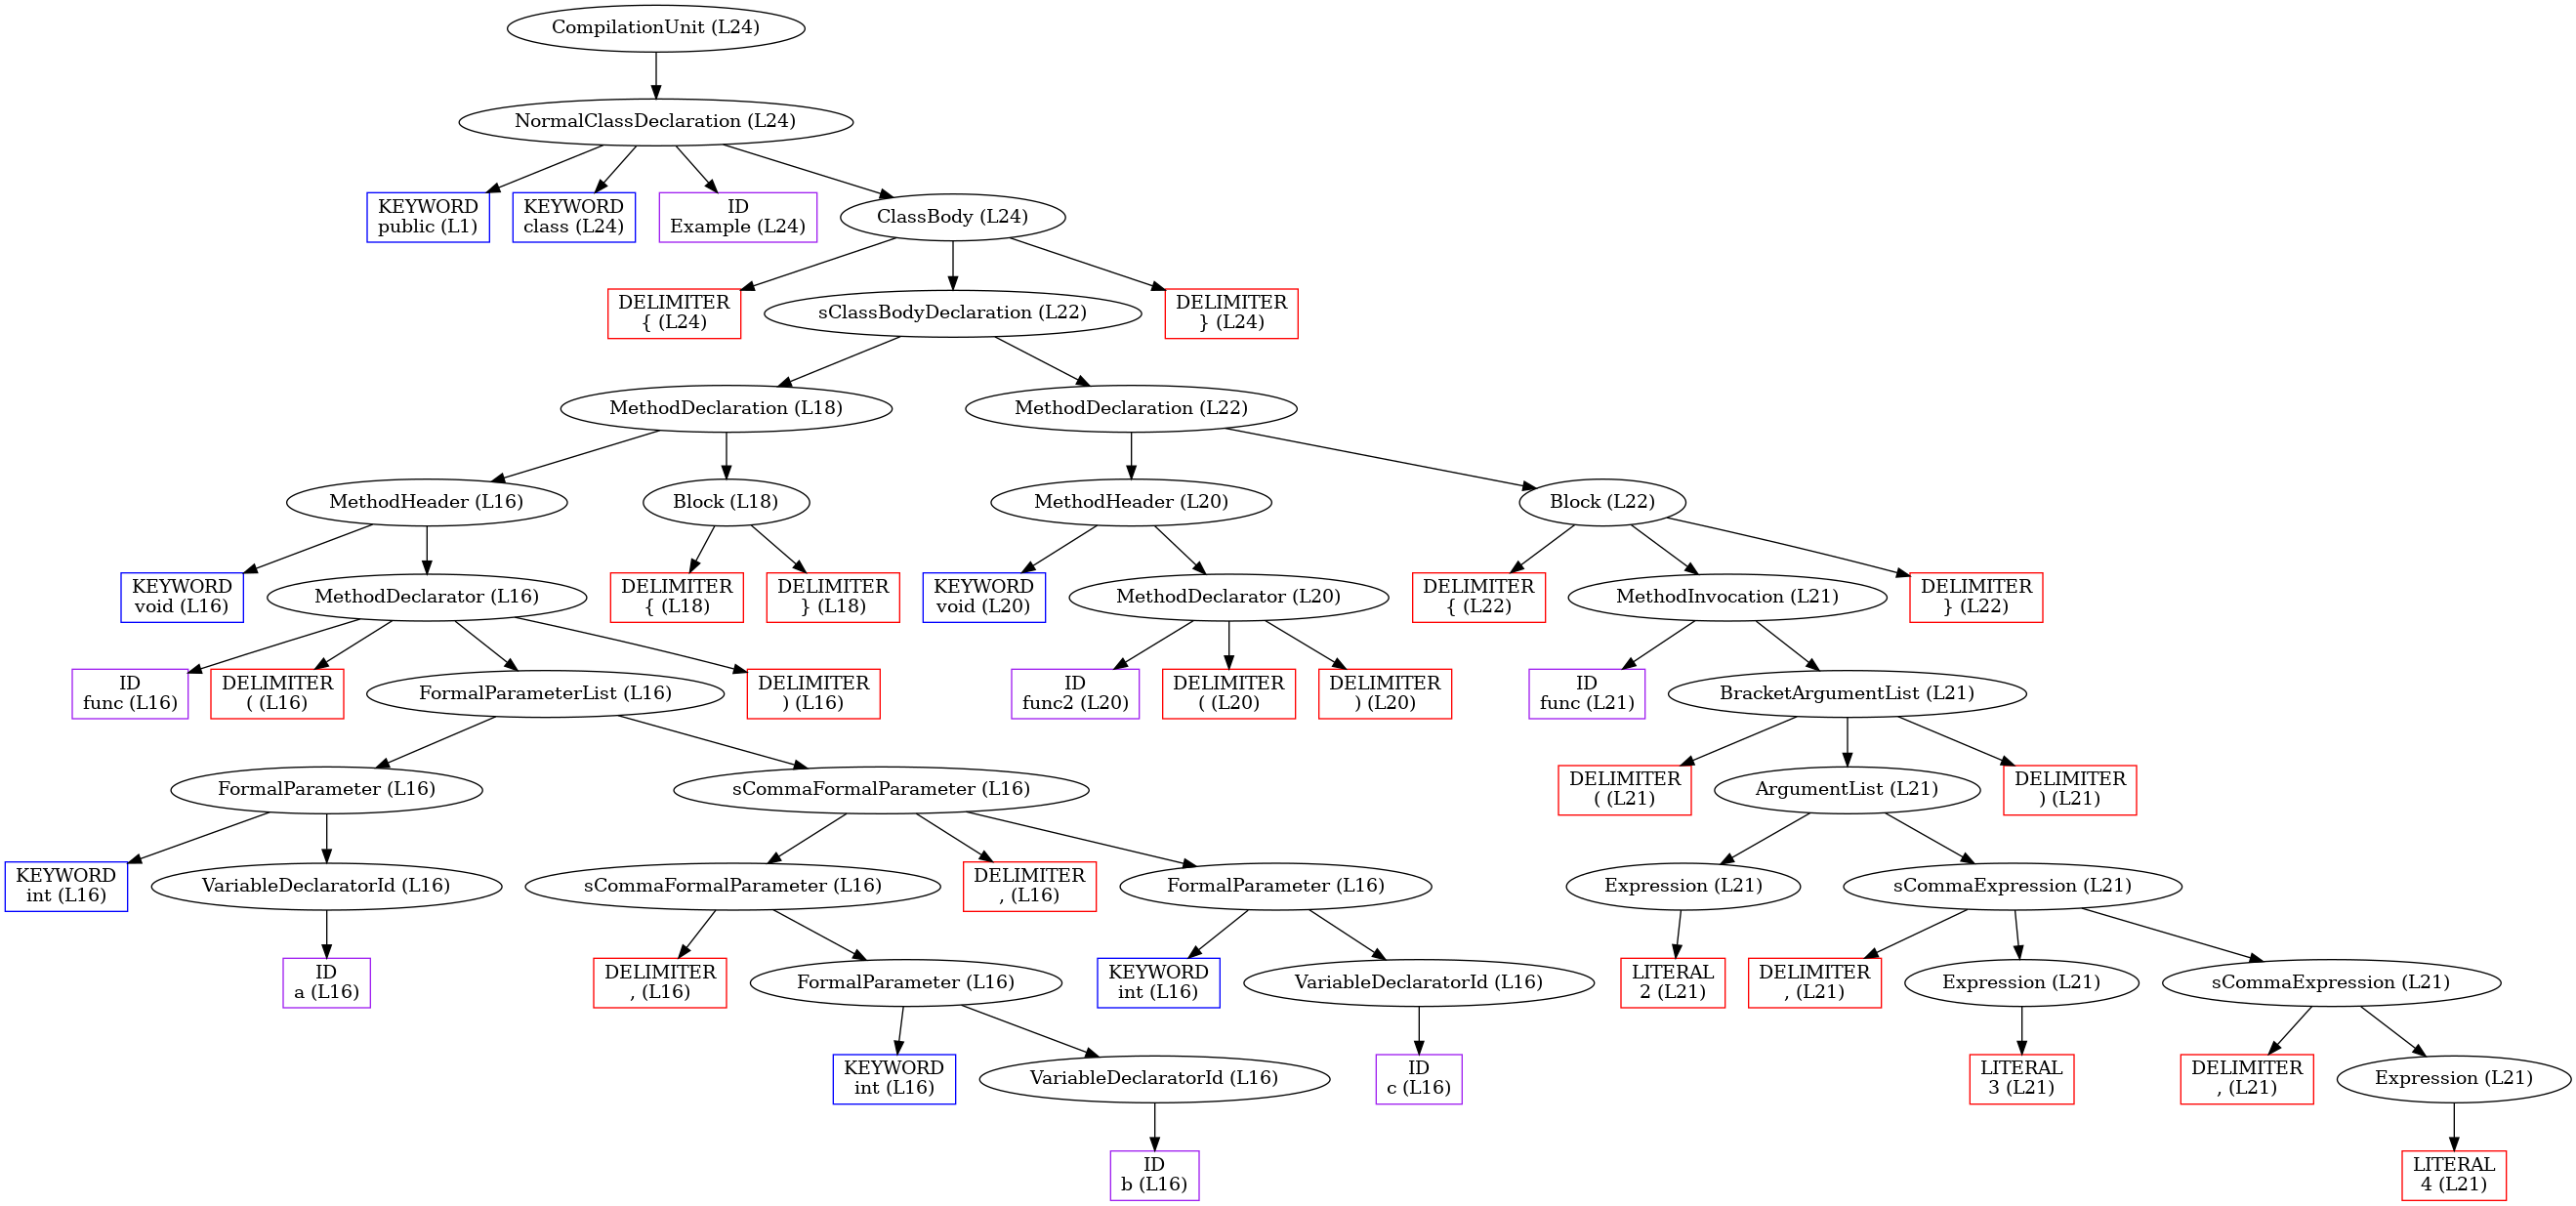 CompilationUnit (L24)
NormalClassDeclaration (L24)
KEYWORD
public (L1)
KEYWORD
class (L24)
ID
Example (L24)
ClassBody (L24)
DELIMITER
{ (L24)
sClassBodyDeclaration (L22)
DELIMITER
} (L24)
MethodDeclaration (L18)
MethodDeclaration (L22)
MethodHeader (L16)
Block (L18)
MethodHeader (L20)
Block (L22)
KEYWORD
void (L16)
MethodDeclarator (L16)
DELIMITER
{ (L18)
DELIMITER
} (L18)
KEYWORD
void (L20)
MethodDeclarator (L20)
DELIMITER
{ (L22)
MethodInvocation (L21)
DELIMITER
} (L22)
ID
func (L16)
DELIMITER
( (L16)
FormalParameterList (L16)
DELIMITER
) (L16)
ID
func2 (L20)
DELIMITER
( (L20)
DELIMITER
) (L20)
ID
func (L21)
BracketArgumentList (L21)
FormalParameter (L16)
sCommaFormalParameter (L16)
DELIMITER
( (L21)
ArgumentList (L21)
DELIMITER
) (L21)
KEYWORD
int (L16)
VariableDeclaratorId (L16)
sCommaFormalParameter (L16)
DELIMITER
, (L16)
FormalParameter (L16)
Expression (L21)
sCommaExpression (L21)
ID
a (L16)
DELIMITER
, (L16)
FormalParameter (L16)
KEYWORD
int (L16)
VariableDeclaratorId (L16)
LITERAL
2 (L21)
DELIMITER
, (L21)
Expression (L21)
sCommaExpression (L21)
KEYWORD
int (L16)
VariableDeclaratorId (L16)
ID
c (L16)
LITERAL
3 (L21)
DELIMITER
, (L21)
Expression (L21)
ID
b (L16)
LITERAL
4 (L21)